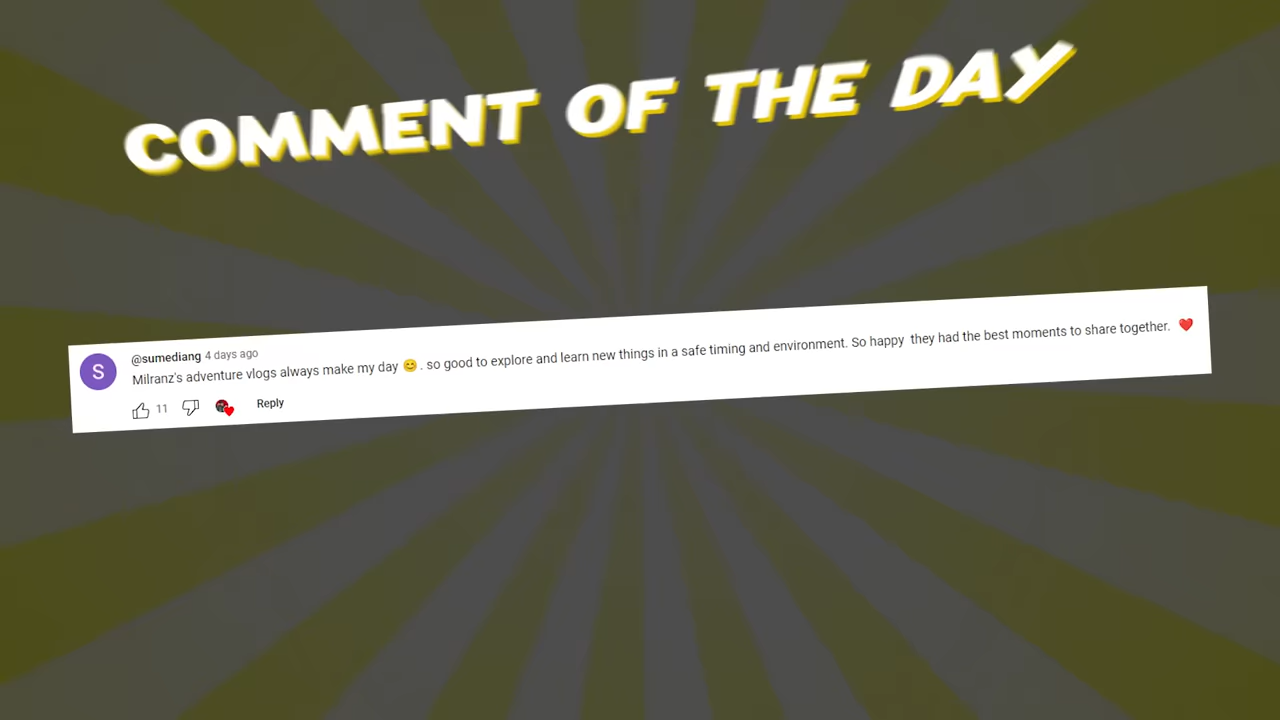 COMMENT OF THE DAY
S
@sumediang 4 days ago
Milranz's adventure vlogs always make my day 😊 . so good to explore and learn new things in a safe timing and environment. So happy  they had the best moments to share together. ❤️
11 Reply